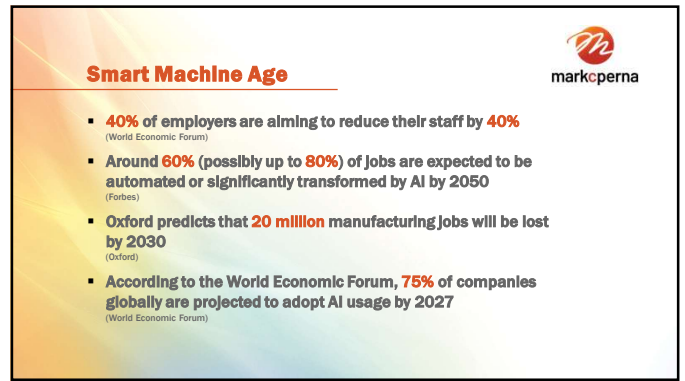 markcperna
Smart Machine Age
▪ 40% of employers are aiming to reduce their staff by 40%
(World Economic Forum)
▪ Around 60% (possibly up to 80%) of jobs are expected to be
automated or significantly transformed by AI by 2050
(Forbes)
▪ Oxford predicts that 20 million manufacturing jobs will be lost
by 2030
(Oxford)
▪ According to the World Economic Forum, 75% of companies
globally are projected to adopt AI usage by 2027
(World Economic Forum)